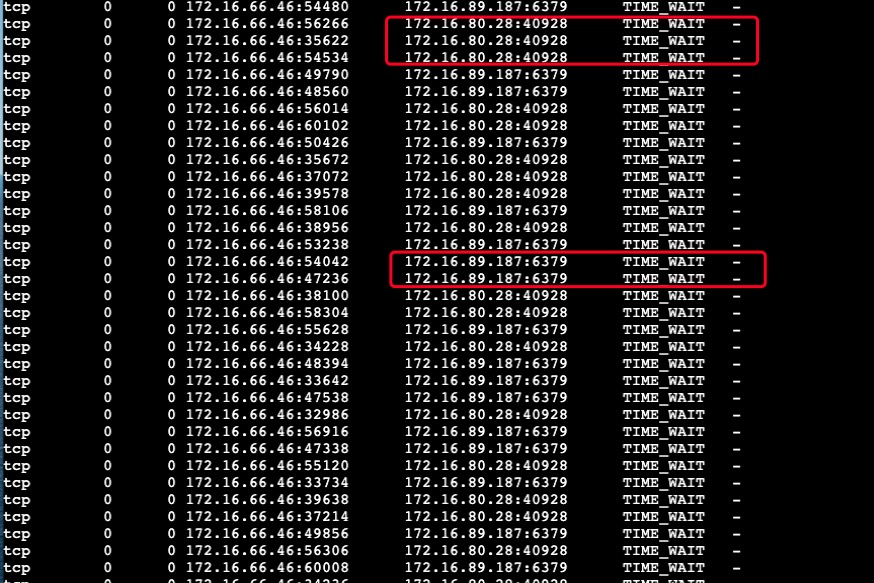 tcp 0 0 172.16.66.46:54480 172.16.89.187:6379 TIME_WAIT -
tcp 0 0 172.16.66.46:56266 172.16.80.28:40928 TIME_WAIT -
tcp 0 0 172.16.66.46:35622 172.16.80.28:40928 TIME_WAIT -
tcp 0 0 172.16.66.46:54534 172.16.80.28:40928 TIME_WAIT -
tcp 0 0 172.16.66.46:49790 172.16.89.187:6379 TIME_WAIT -
tcp 0 0 172.16.66.46:48560 172.16.89.187:6379 TIME_WAIT -
tcp 0 0 172.16.66.46:56014 172.16.80.28:40928 TIME_WAIT -
tcp 0 0 172.16.66.46:60102 172.16.80.28:40928 TIME_WAIT -
tcp 0 0 172.16.66.46:50426 172.16.89.187:6379 TIME_WAIT -
tcp 0 0 172.16.66.46:35672 172.16.80.28:40928 TIME_WAIT -
tcp 0 0 172.16.66.46:37072 172.16.80.28:40928 TIME_WAIT -
tcp 0 0 172.16.66.46:39578 172.16.80.28:40928 TIME_WAIT -
tcp 0 0 172.16.66.46:58106 172.16.89.187:6379 TIME_WAIT -
tcp 0 0 172.16.66.46:38956 172.16.80.28:40928 TIME_WAIT -
tcp 0 0 172.16.66.46:53238 172.16.89.187:6379 TIME_WAIT -
tcp 0 0 172.16.66.46:54042 172.16.89.187:6379 TIME_WAIT -
tcp 0 0 172.16.66.46:47236 172.16.89.187:6379 TIME_WAIT -
tcp 0 0 172.16.66.46:38100 172.16.80.28:40928 TIME_WAIT -
tcp 0 0 172.16.66.46:58304 172.16.80.28:40928 TIME_WAIT -
tcp 0 0 172.16.66.46:55628 172.16.89.187:6379 TIME_WAIT -
tcp 0 0 172.16.66.46:34228 172.16.80.28:40928 TIME_WAIT -
tcp 0 0 172.16.66.46:48394 172.16.89.187:6379 TIME_WAIT -
tcp 0 0 172.16.66.46:33642 172.16.80.28:40928 TIME_WAIT -
tcp 0 0 172.16.66.46:47538 172.16.89.187:6379 TIME_WAIT -
tcp 0 0 172.16.66.46:32986 172.16.80.28:40928 TIME_WAIT -
tcp 0 0 172.16.66.46:56916 172.16.89.187:6379 TIME_WAIT -
tcp 0 0 172.16.66.46:47338 172.16.89.187:6379 TIME_WAIT -
tcp 0 0 172.16.66.46:55120 172.16.89.187:6379 TIME_WAIT -
tcp 0 0 172.16.66.46:33734 172.16.80.28:40928 TIME_WAIT -
tcp 0 0 172.16.66.46:39638 172.16.80.28:40928 TIME_WAIT -
tcp 0 0 172.16.66.46:37214 172.16.80.28:40928 TIME_WAIT -
tcp 0 0 172.16.66.46:49856 172.16.89.187:6379 TIME_WAIT -
tcp 0 0 172.16.66.46:56306 172.16.80.28:40928 TIME_WAIT -
tcp 0 0 172.16.66.46:60008 172.16.89.187:6379 TIME_WAIT -